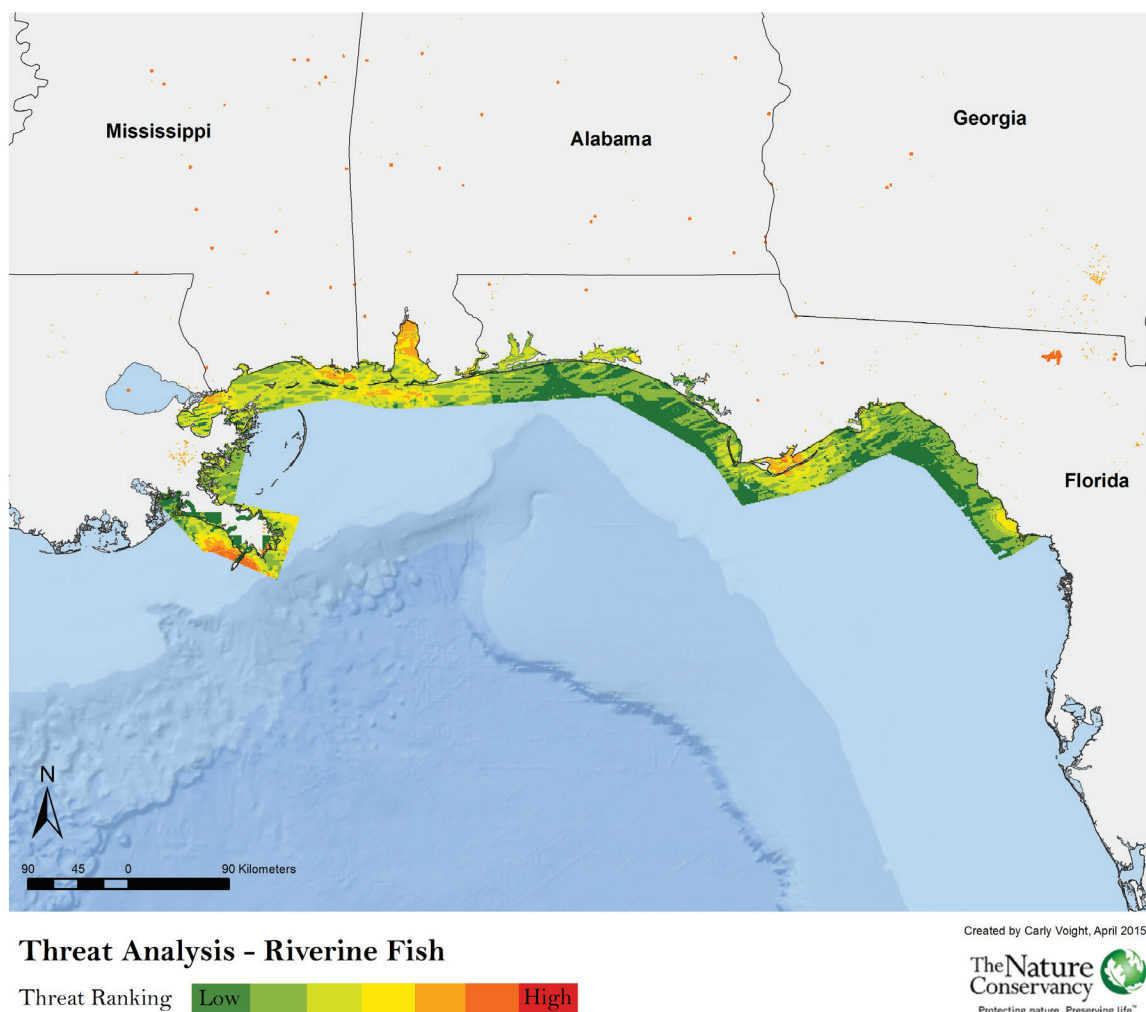 Mississippi
Alabama
Georgia
Florida
N
90 45 0 90 Kilometers
Threat Analysis - Riverine Fish
Threat Ranking Low High
Created by Carly Voight, April 2015
The Nature
Conservancy
Protecting nature. Preserving life.™